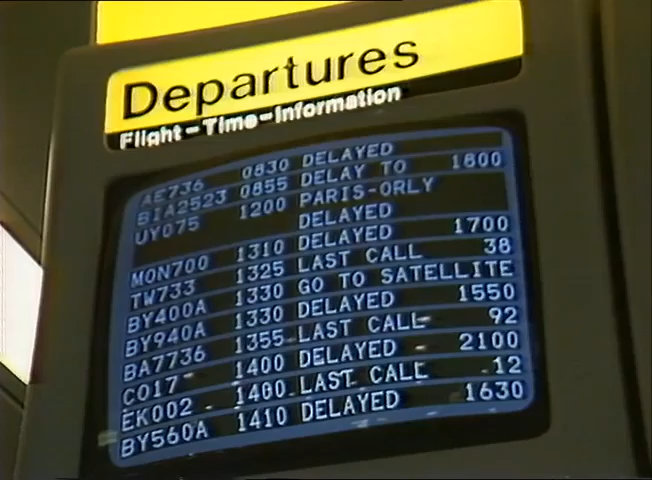 Departures
Flight-Time-Information
AE736 0830 DELAYED
BIA2523 0855 DELAY TO 1800
UY075 1200 PARIS-ORLY
DELAYED
MON700 1310 DELAYED 1700
TW733 1325 LAST CALL 38
BY400A 1330 GO TO SATELLITE
BY940A 1330 DELAYED 1550
BA7736 1355 LAST CALL 92
CO17 1400 DELAYED 2100
EK002 1400 LAST CALL 12
BY560A 1410 DELAYED 1630